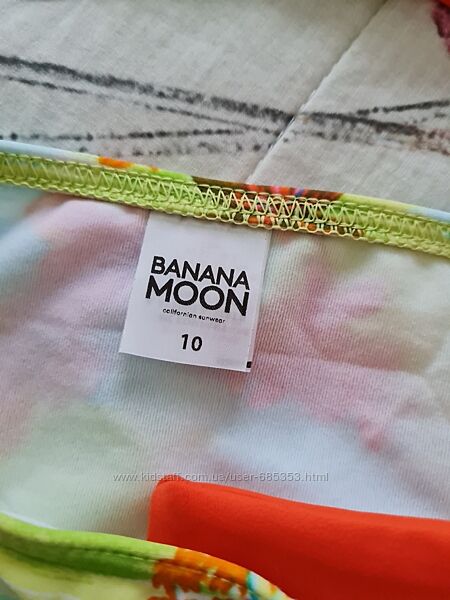 BANANA
MOON
californian sunwear
10
www.kidstaff.com.ua/user-685353.html